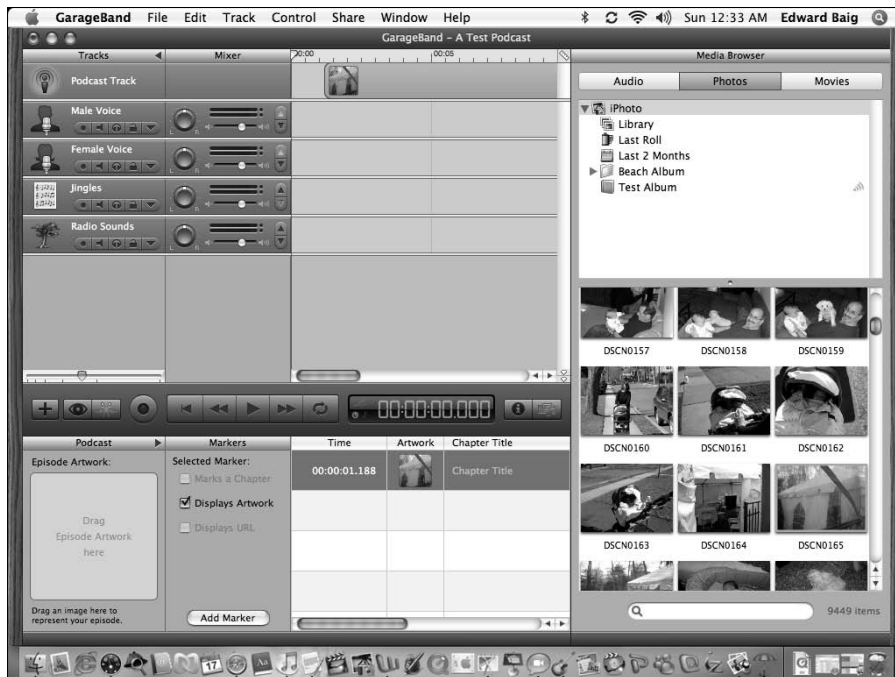 GarageBand File Edit Track Control Share Window Help Sun 12:33 AM Edward Baig
GarageBand – A Test Podcast
Tracks Mixer 00:00 00:05
Podcast Track
Male Voice
Female Voice
Jingles
Radio Sounds
L R
00:00:00.000
Podcast Markers Time Artwork Chapter Title
Episode Artwork:
Drag
Episode Artwork
here
Drag an image here to
represent your episode.
Selected Marker:
Marks a Chapter
Displays Artwork
Displays URL
Add Marker
00:00:01.188 Chapter Title
Media Browser
Audio Photos Movies
iPhoto
Library
Last Roll
Last 2 Months
Beach Album
Test Album
DSCN0157 DSCN0158 DSCN0159
DSCN0160 DSCN0161 DSCN0162
DSCN0163 DSCN0164 DSCN0165
9449 items
17